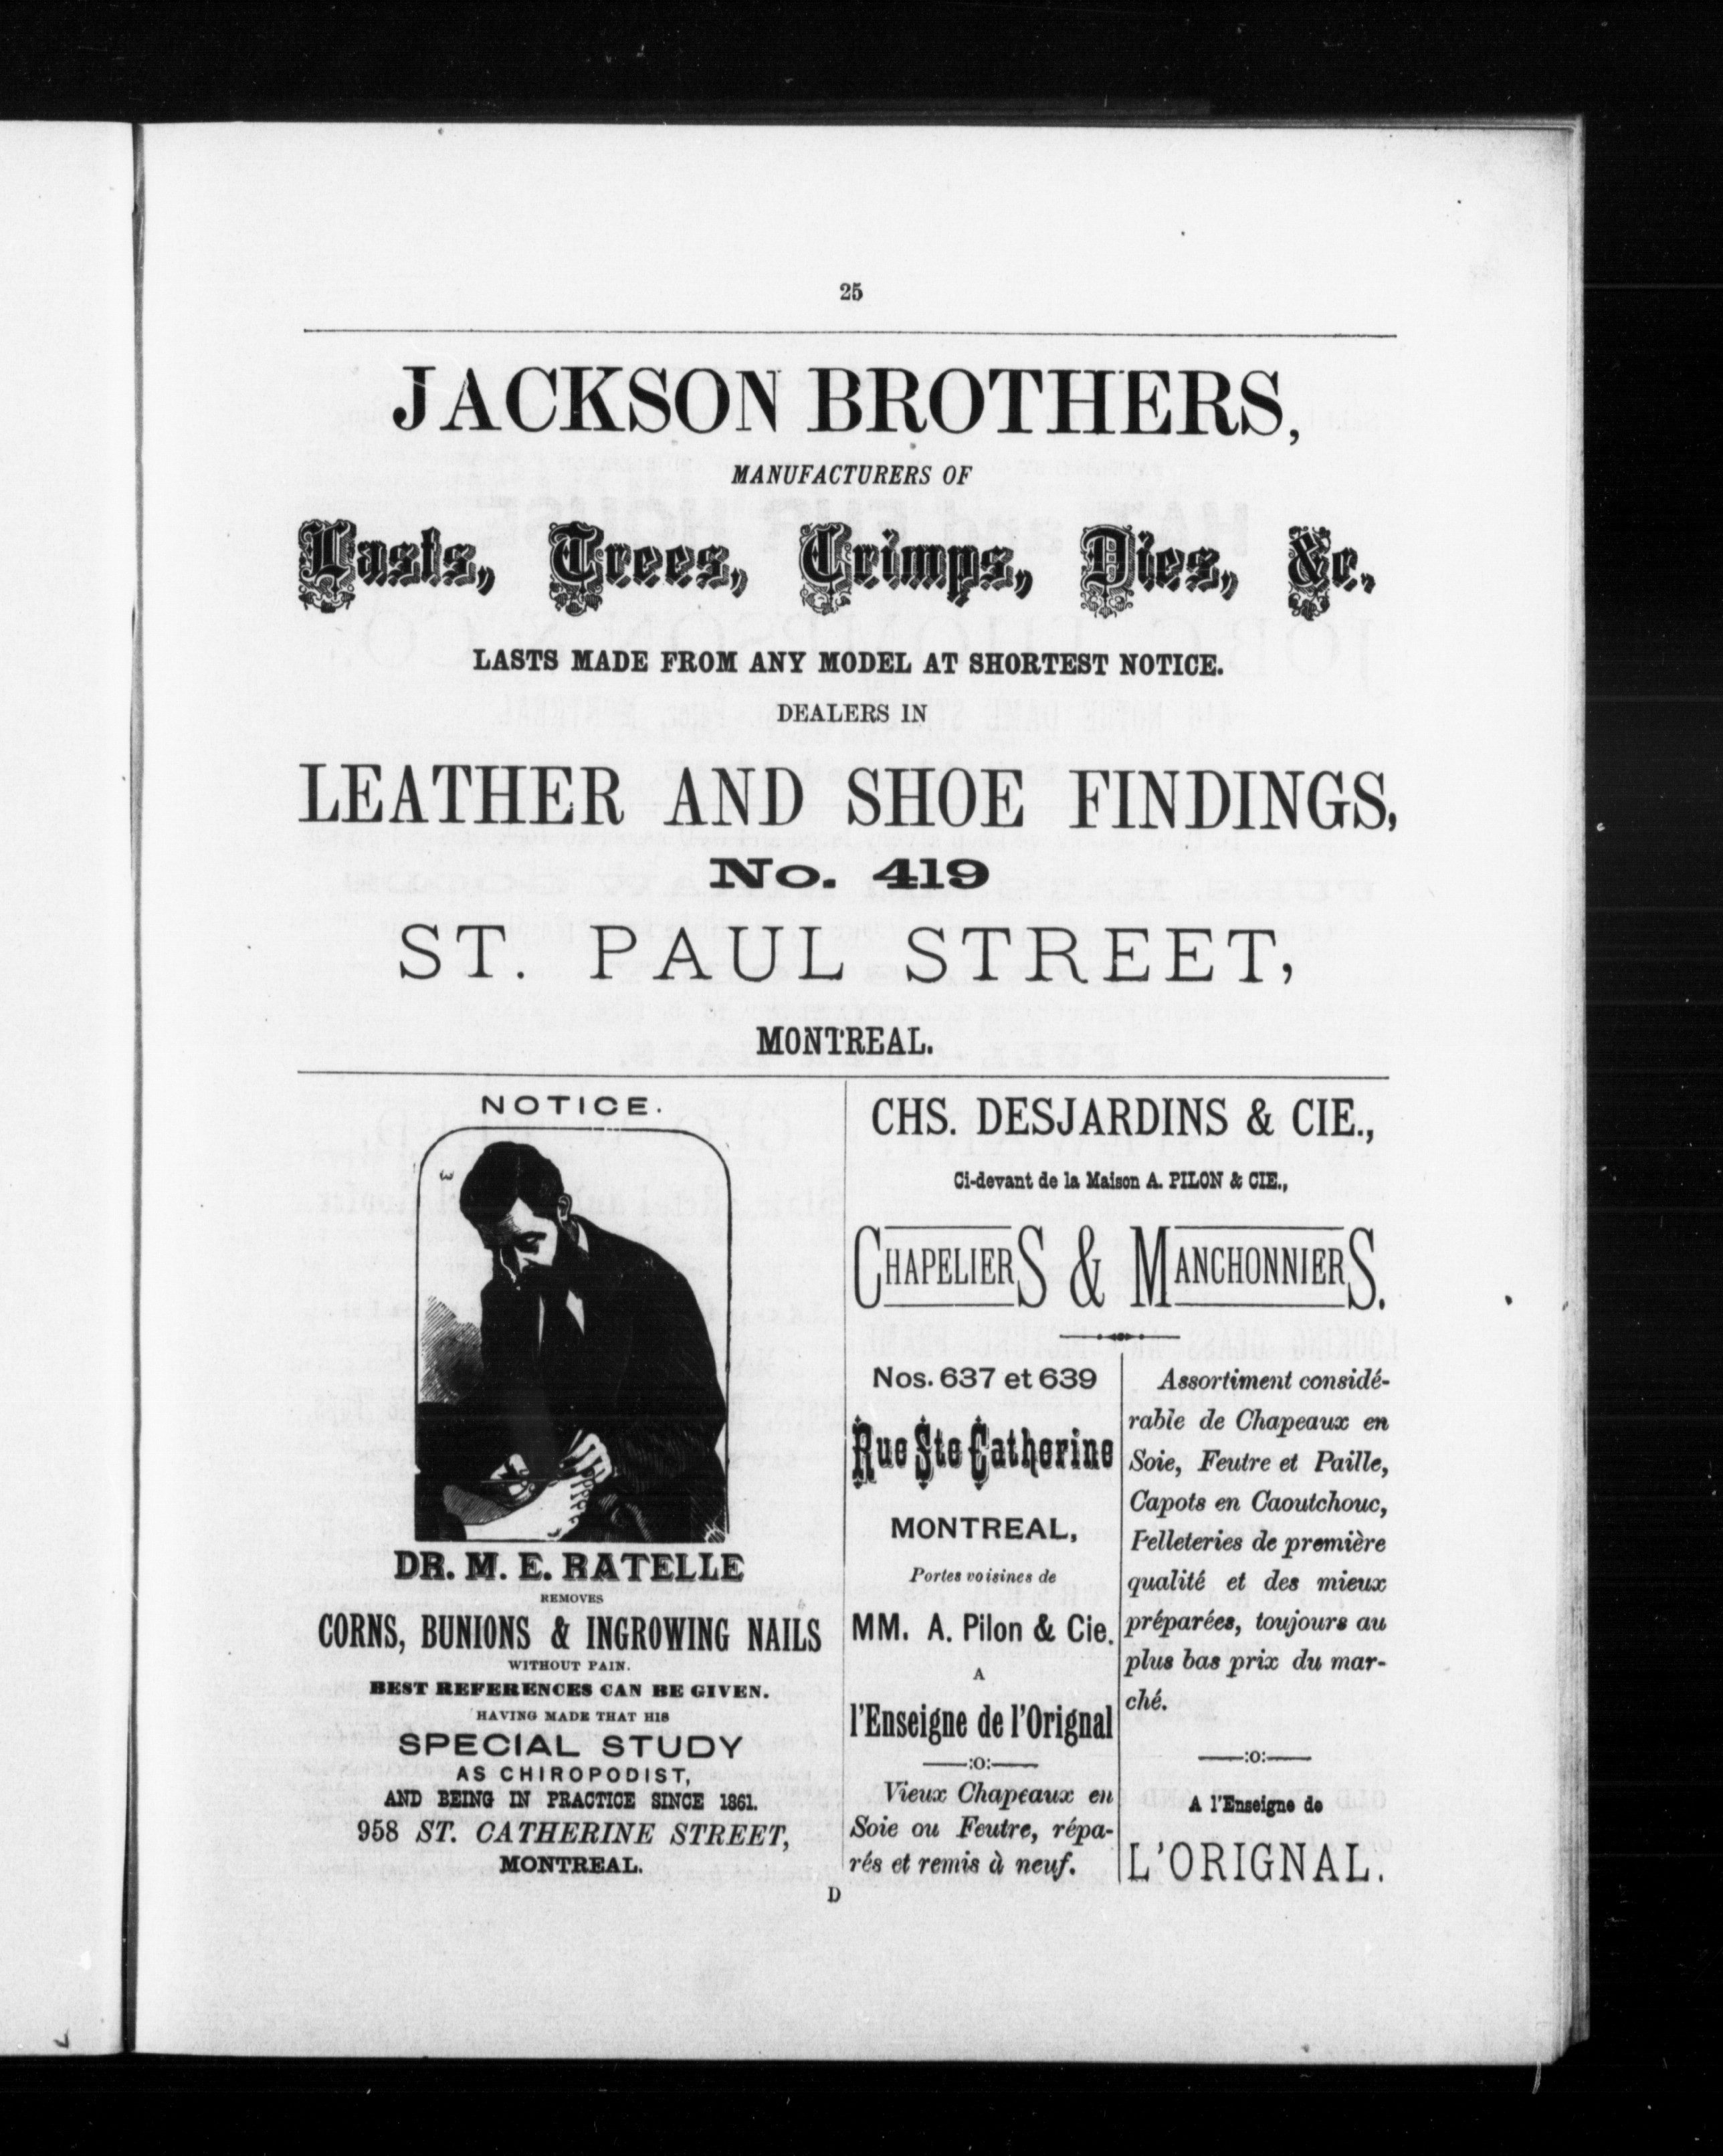 25
JACKSON BROTHERS,
MANUFACTURERS OF
Lasts, Trees, Crimps, Dies, &c.
LASTS MADE FROM ANY MODEL AT SHORTEST NOTICE.
DEALERS IN
LEATHER AND SHOE FINDINGS,
No. 419
ST. PAUL STREET,
MONTREAL.
NOTICE.
DR. M. E. RATELLE
REMOVES
CORNS, BUNIONS & INGROWING NAILS
WITHOUT PAIN.
BEST REFERENCES CAN BE GIVEN.
HAVING MADE THAT HIS
SPECIAL STUDY
AS CHIROPODIST,
AND BEING IN PRACTICE SINCE 1861.
958 ST. CATHERINE STREET,
MONTREAL.
CHS. DESJARDINS & CIE.,
Ci-devant de la Maison A. PILON & CIE.,
CHAPELIERS & MANCHONNIERS.
Nos. 637 et 639
Rue Ste Catherine
MONTREAL,
Portes voisines de
MM. A. Pilon & Cie.
A
l'Enseigne de l'Orignal
—:o:—
Vieux Chapeaux en
Soie ou Feutre, répa-
rés et remis à neuf.
Assortiment considé-
rable de Chapeaux en
Soie, Feutre et Paille,
Capots en Caoutchouc,
Pelleteries de première
qualité et des mieux
préparées, toujours au
plus bas prix du mar-
ché.
—:o:—
A l'Enseigne de
L'ORIGNAL.
D